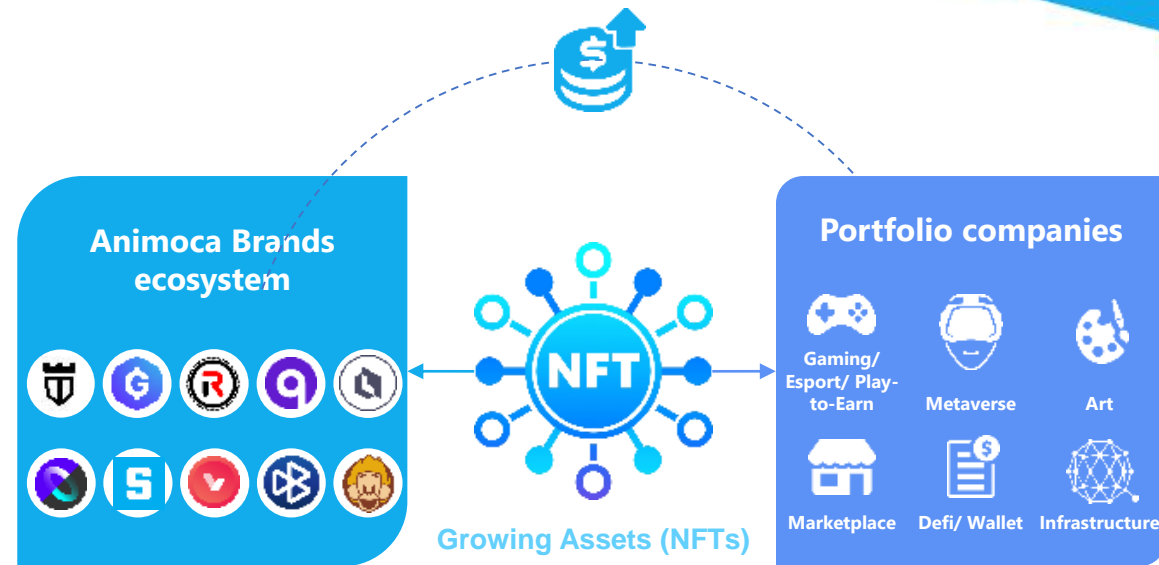 Animoca Brands
ecosystem
NFT
Growing Assets (NFTs)
Portfolio companies
Gaming/
Esport/ Play-
to-Earn
Metaverse
Art
Marketplace
Defi/ Wallet
Infrastructure